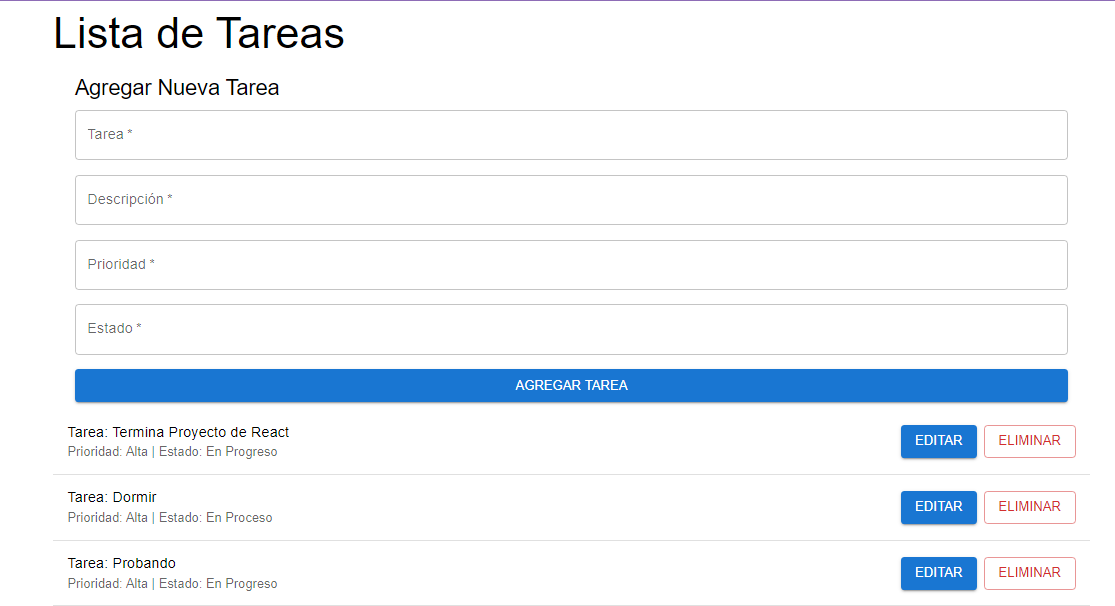 Lista de Tareas
Agregar Nueva Tarea
Tarea *
Descripción *
Prioridad *
Estado *
AGREGAR TAREA
Tarea: Termina Proyecto de React
Prioridad: Alta | Estado: En Progreso
EDITAR ELIMINAR
Tarea: Dormir
Prioridad: Alta | Estado: En Proceso
EDITAR ELIMINAR
Tarea: Probando
Prioridad: Alta | Estado: En Progreso
EDITAR ELIMINAR